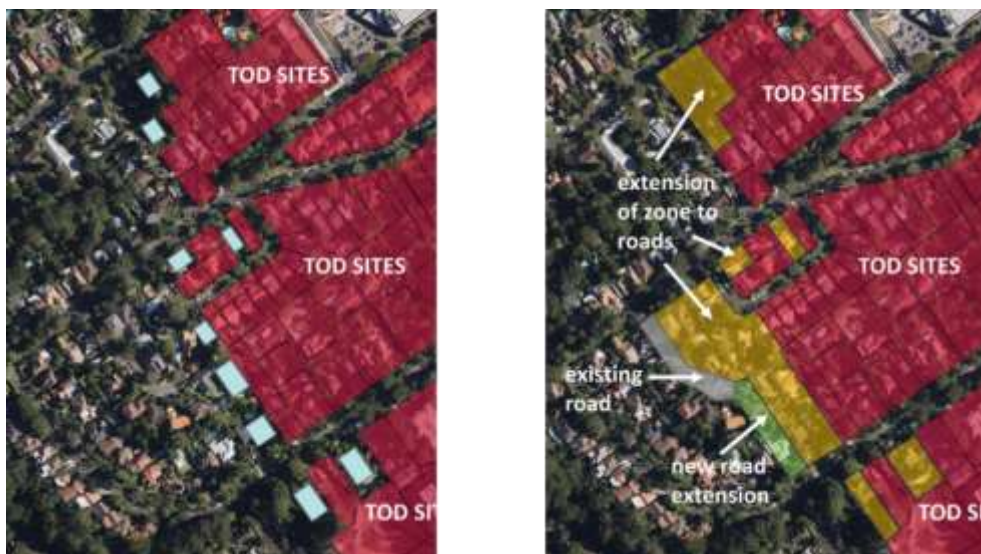 TOD SITES
TOD SITES
TOD SI
TOD SITES
extension
of zone to
roads
TOD SITES
existing
road
new road
extension
TOD S